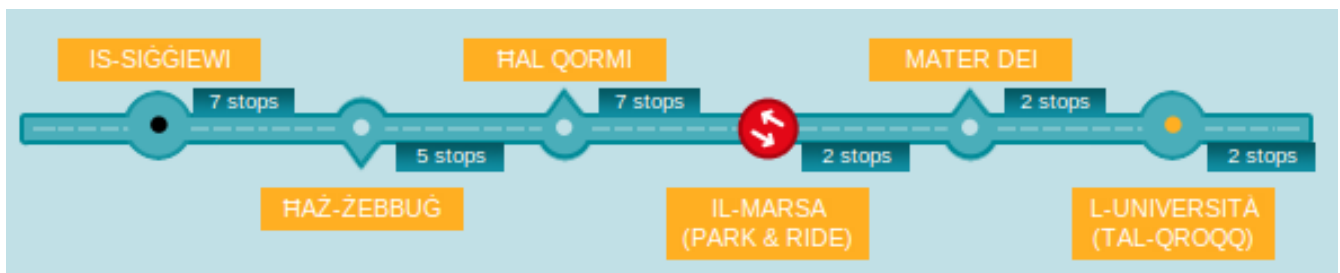 IS-SIĠĠIEWI
7 stops
ĦAŻ-ŻEBBUĠ
5 stops
ĦAL QORMI
7 stops
IL-MARSA
(PARK & RIDE)
2 stops
MATER DEI
2 stops
L-UNIVERSITÀ
(TAL-QROQQ)
2 stops